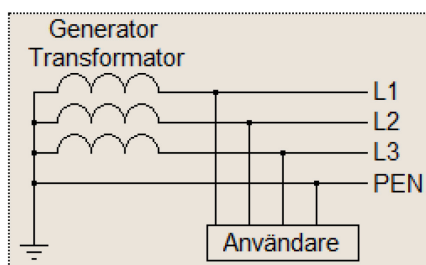 Generator
Transformator
L1
L2
L3
PEN
Användare